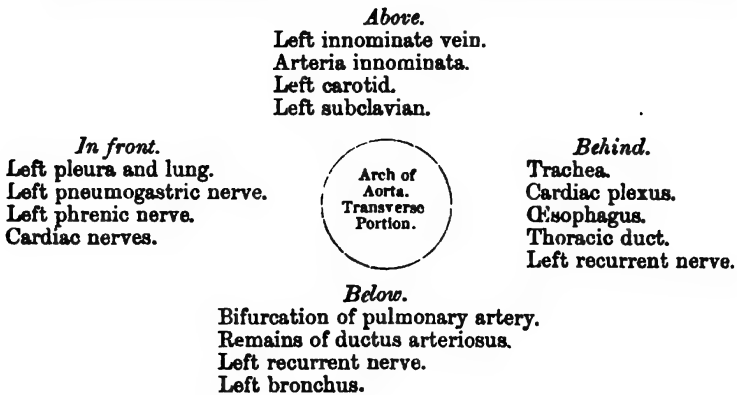 Above.
Left innominate vein.
Arteria innominata.
Left carotid.
Left subclavian.
In front.
Left pleura and lung.
Left pneumogastric nerve.
Left phrenic nerve.
Cardiac nerves.
Arch of
Aorta.
Transverse
Portion.
Behind.
Trachea.
Cardiac plexus.
Œsophagus.
Thoracic duct.
Left recurrent nerve.
Below.
Bifurcation of pulmonary artery.
Remains of ductus arteriosus.
Left recurrent nerve.
Left bronchus.